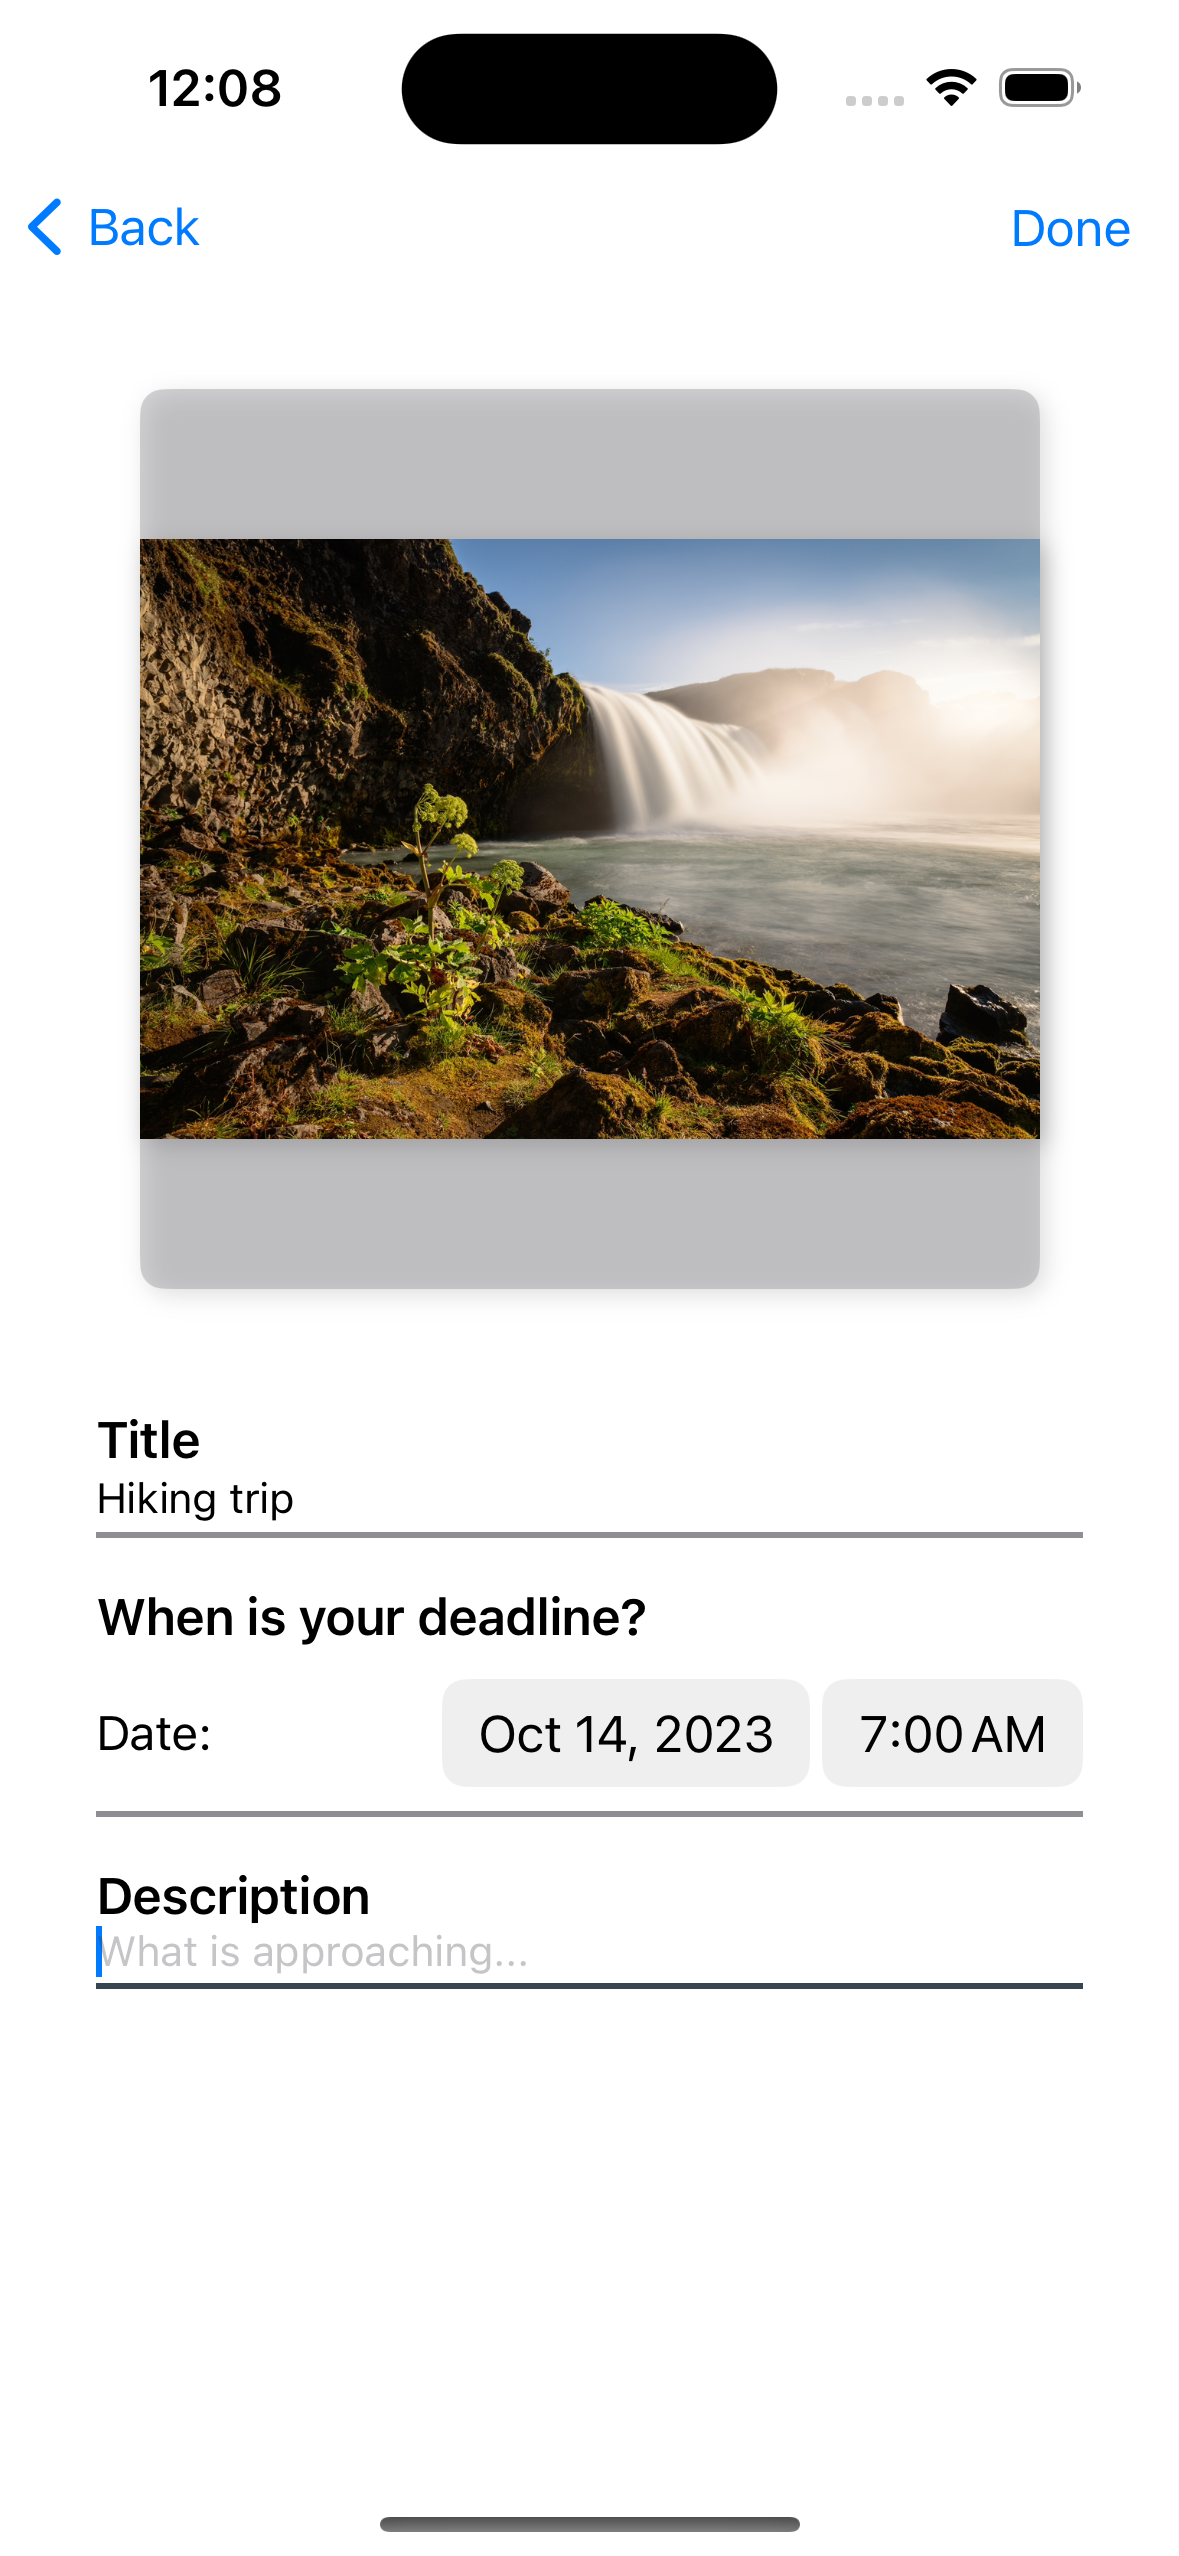 12:08
Back
Done
Title
Hiking trip
When is your deadline?
Date:
Oct 14, 2023
7:00 AM
Description
What is approaching...